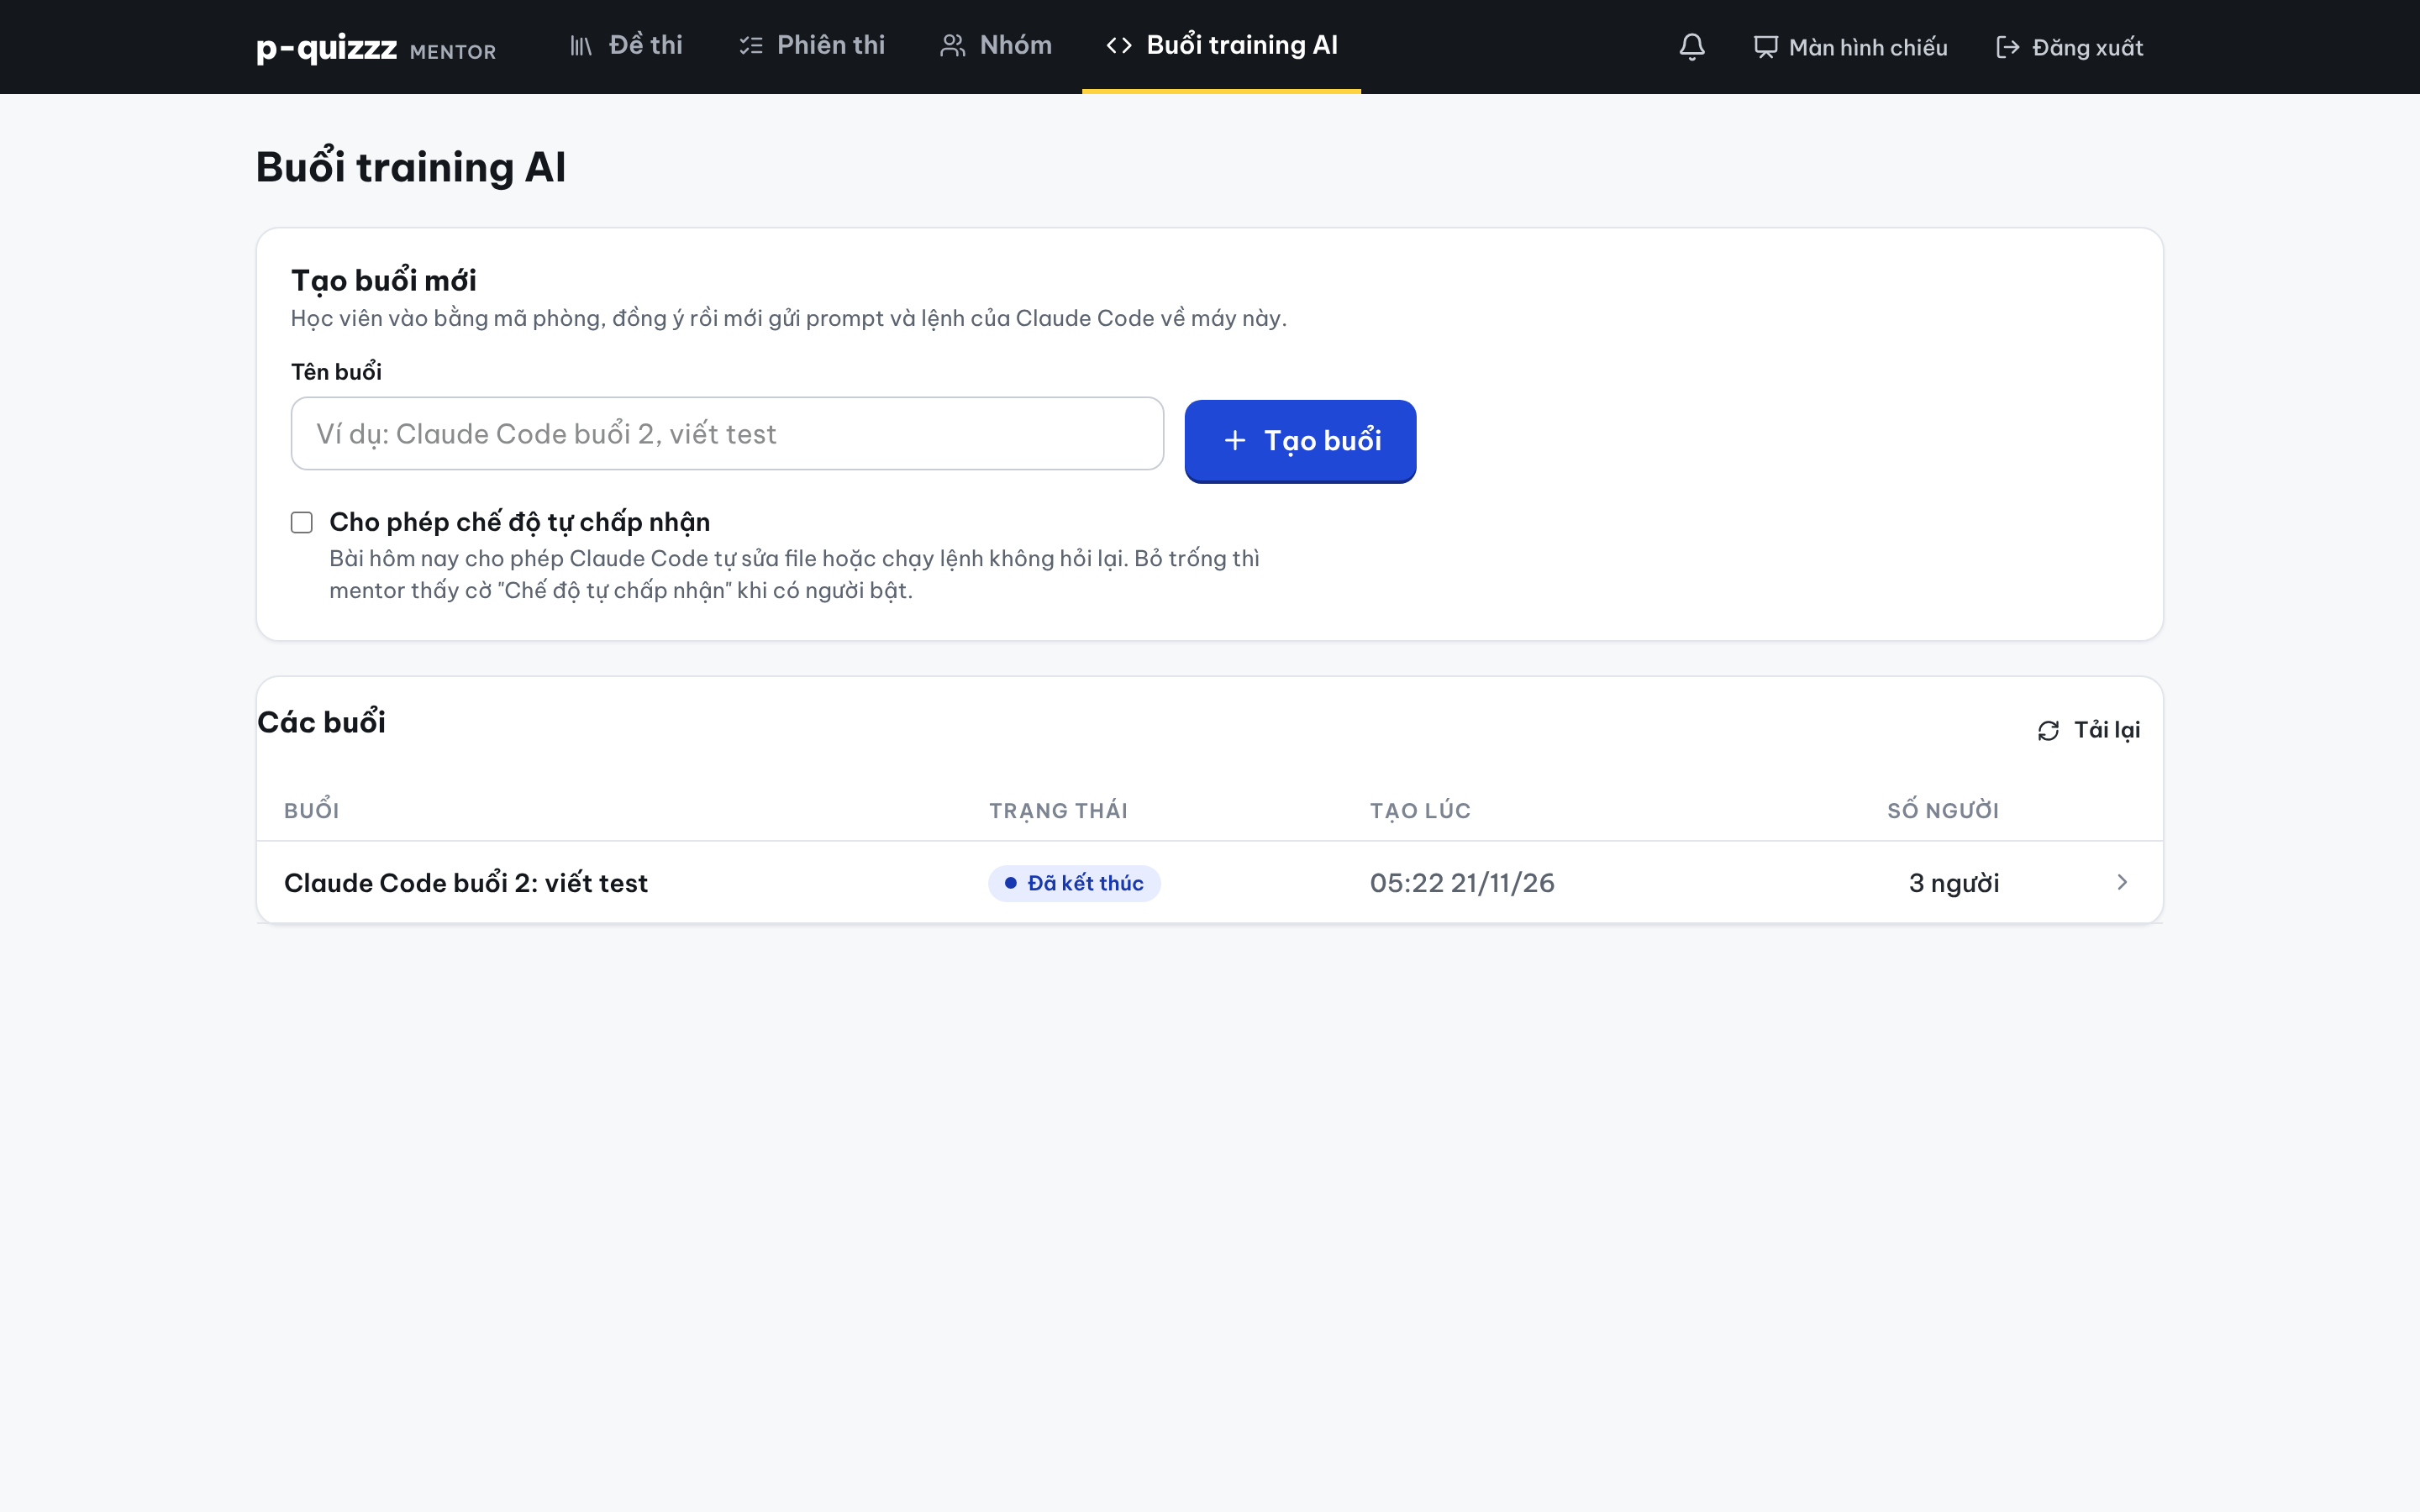 p-quizzz MENTOR
Đề thi
Phiên thi
Nhóm
Buổi training AI
Màn hình chiếu
Đăng xuất
Buổi training AI
Tạo buổi mới
Học viên vào bằng mã phòng, đồng ý rồi mới gửi prompt và lệnh của Claude Code về máy này.
Tên buổi
Ví dụ: Claude Code buổi 2, viết test
Tạo buổi
Cho phép chế độ tự chấp nhận
Bài hôm nay cho phép Claude Code tự sửa file hoặc chạy lệnh không hỏi lại. Bỏ trống thì
mentor thấy cờ "Chế độ tự chấp nhận" khi có người bật.
Các buổi
Tải lại
BUỔI TRẠNG THÁI TẠO LÚC SỐ NGƯỜI
Claude Code buổi 2: viết test Đã kết thúc 05:22 21/11/26 3 người